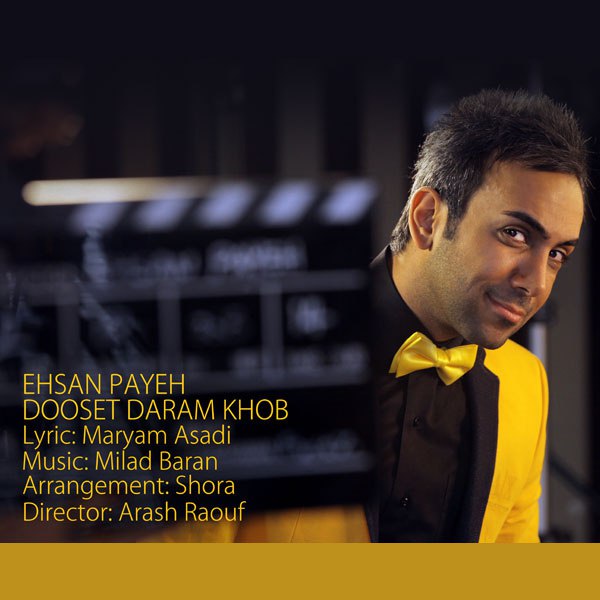 EHSAN PAYEH
DOOSET DARAM KHOB
Lyric: Maryam Asadi
Music: Milad Baran
Arrangement: Shora
Director: Arash Raouf